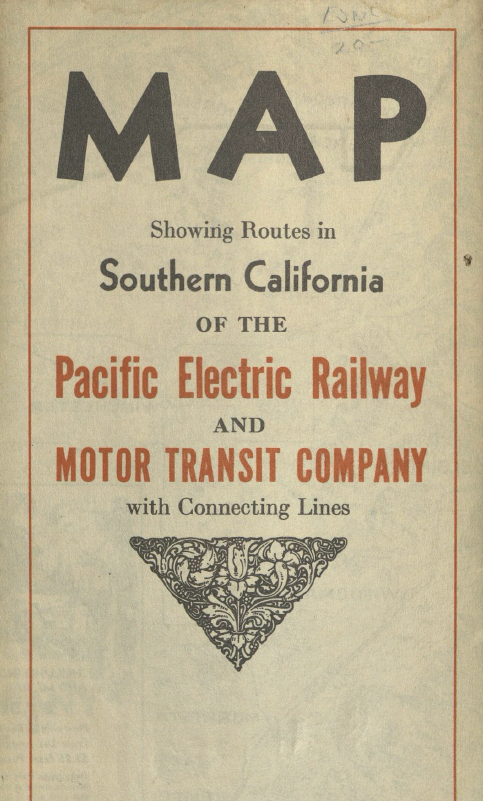 MAP
Showing Routes in
Southern California
OF THE
Pacific Electric Railway
AND
MOTOR TRANSIT COMPANY
with Connecting Lines